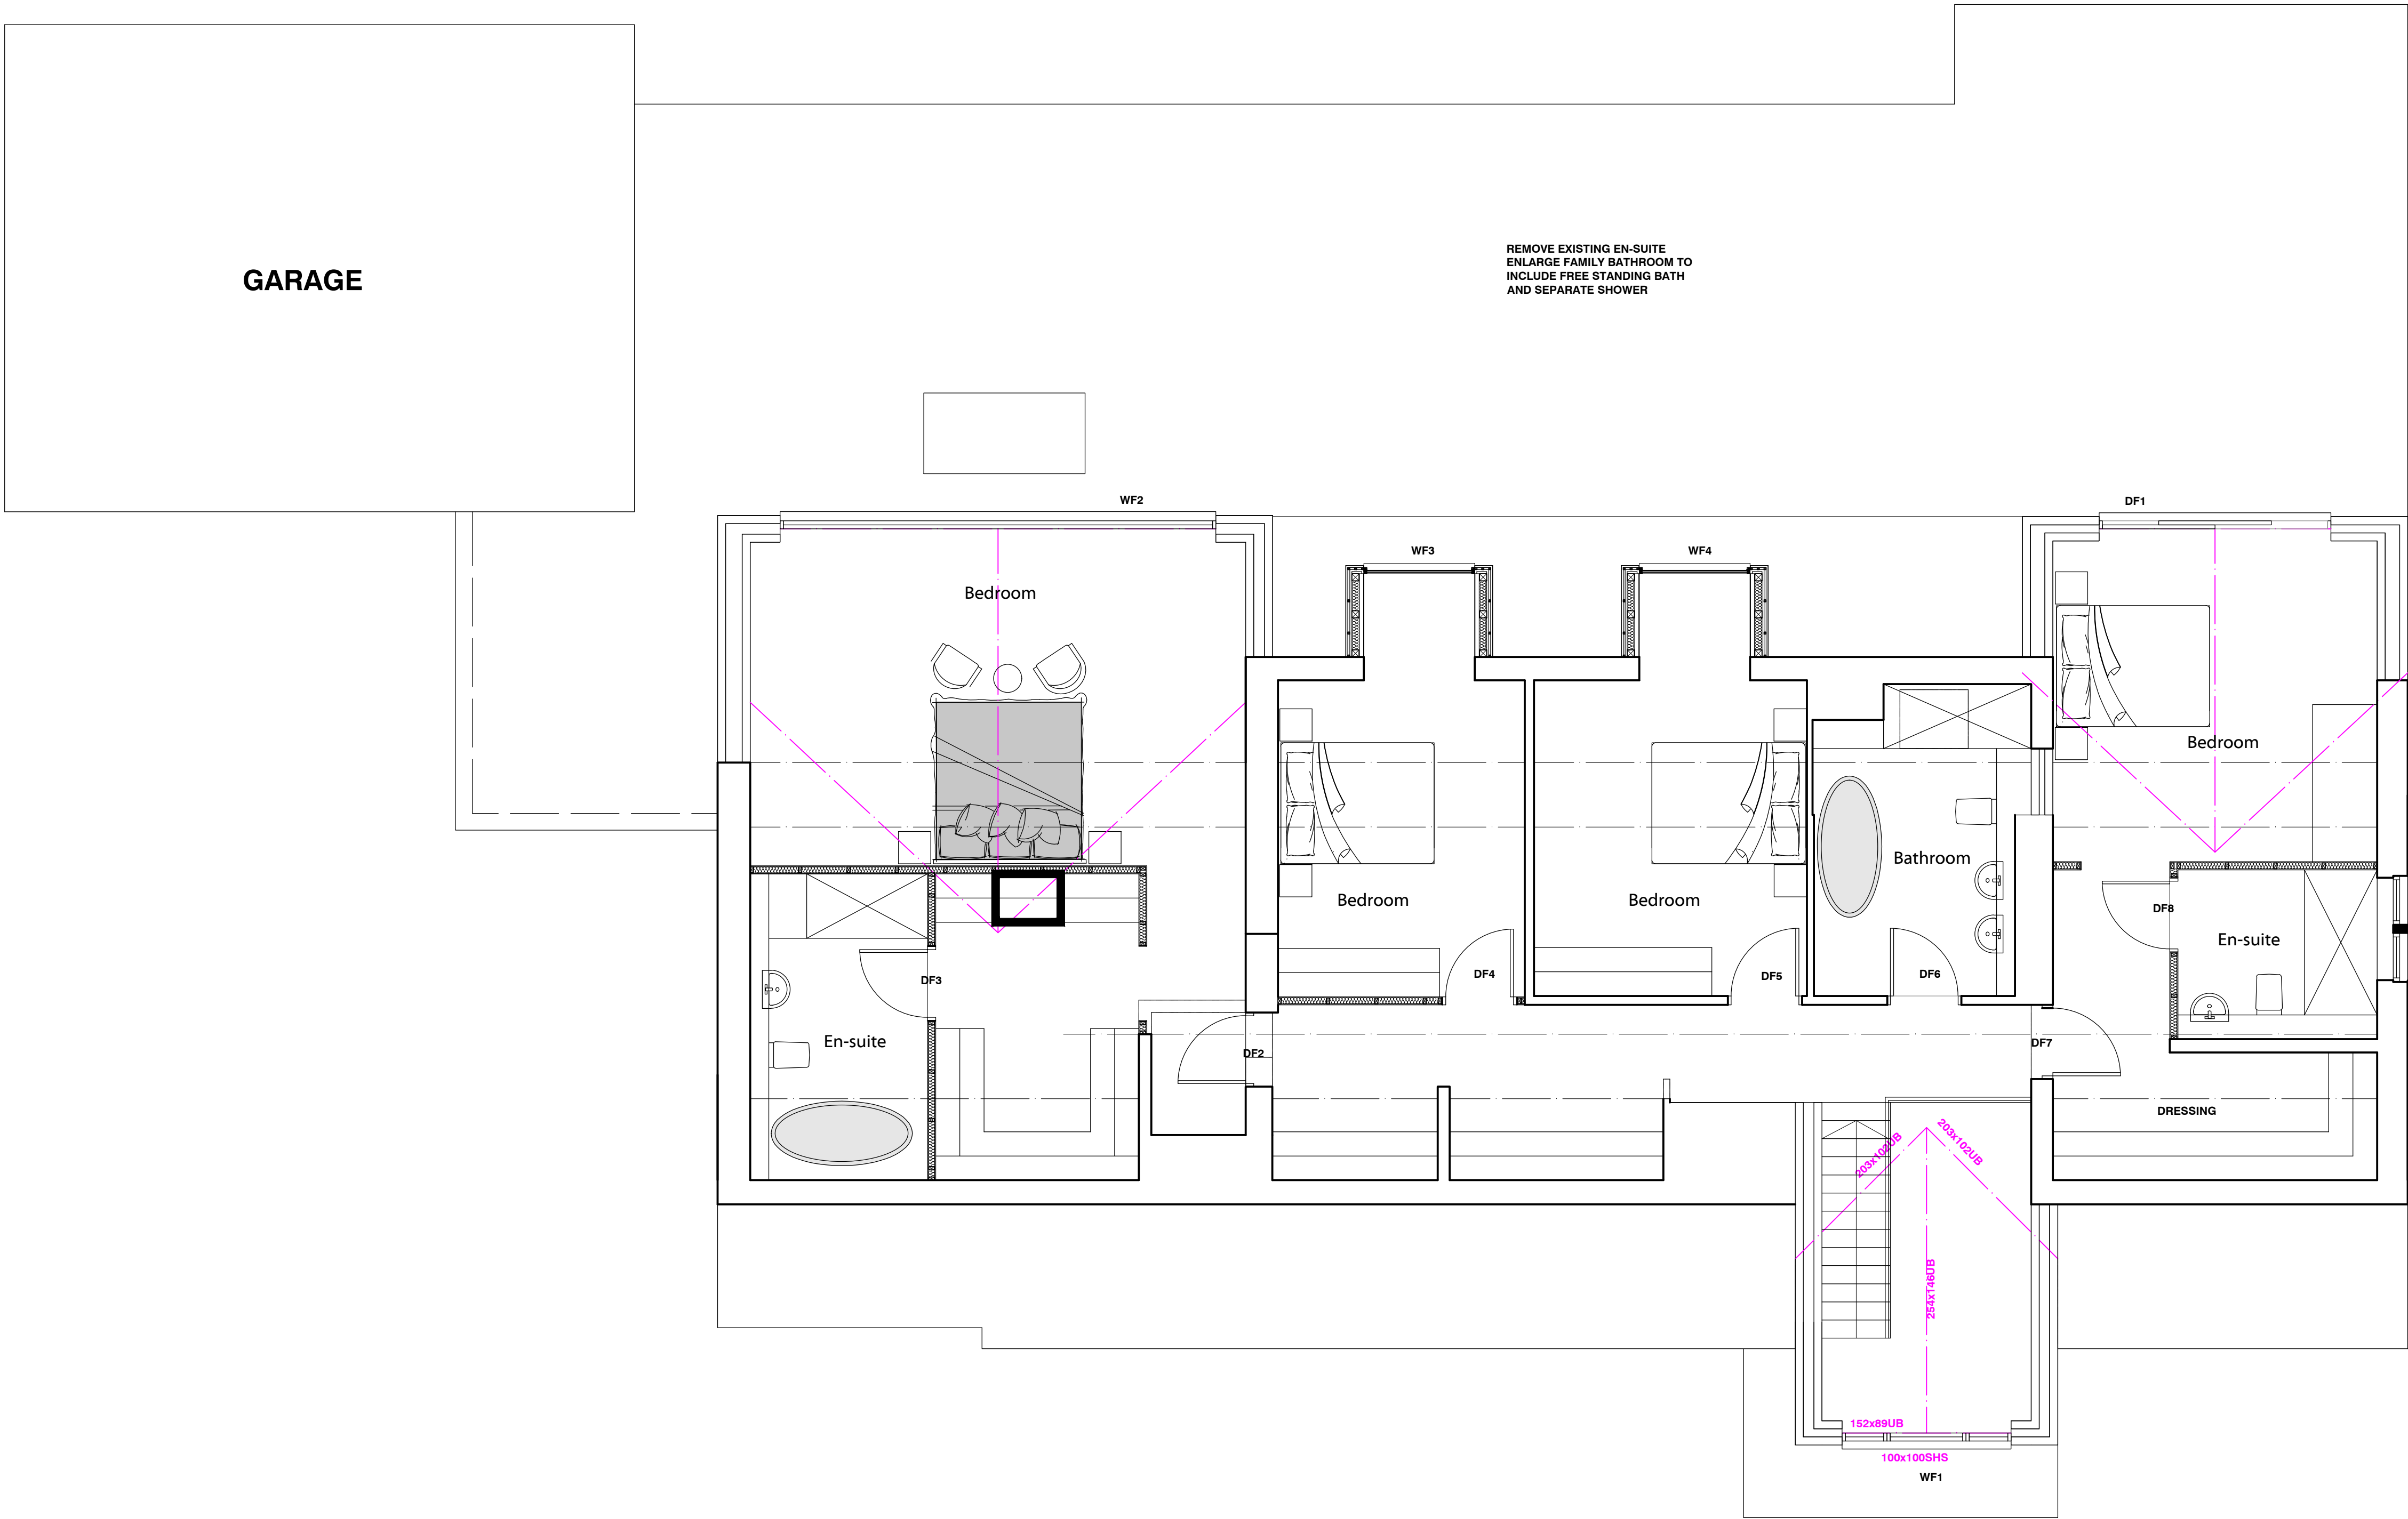 REMOVE EXISTING EN-SUITE
ENLARGE FAMILY BATHROOM TO
INCLUDE FREE STANDING BATH
AND SEPARATE SHOWER
GARAGE
WF2
DF1
WF3
WF4
Bedroom
Bedroom
Bathroom
Bedroom
Bedroom
DF8
En-suite
DF3
DF4
DF5
DF6
En-suite
DF2
DF7
DRESSING
203x102UB
203x102UB
254x146UB
152x89UB
100x100SHS
WF1